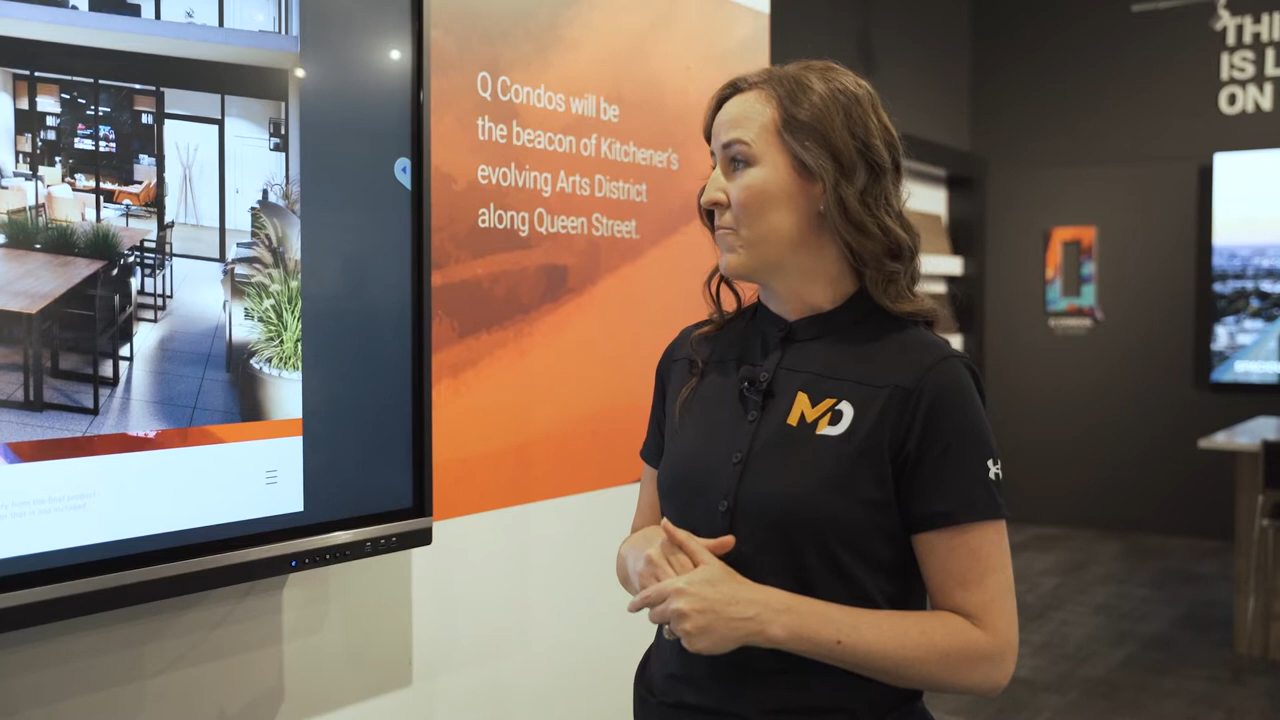 Q Condos will be
the beacon of Kitchener's
evolving Arts District
along Queen Street.
THI
IS L
ON
MD